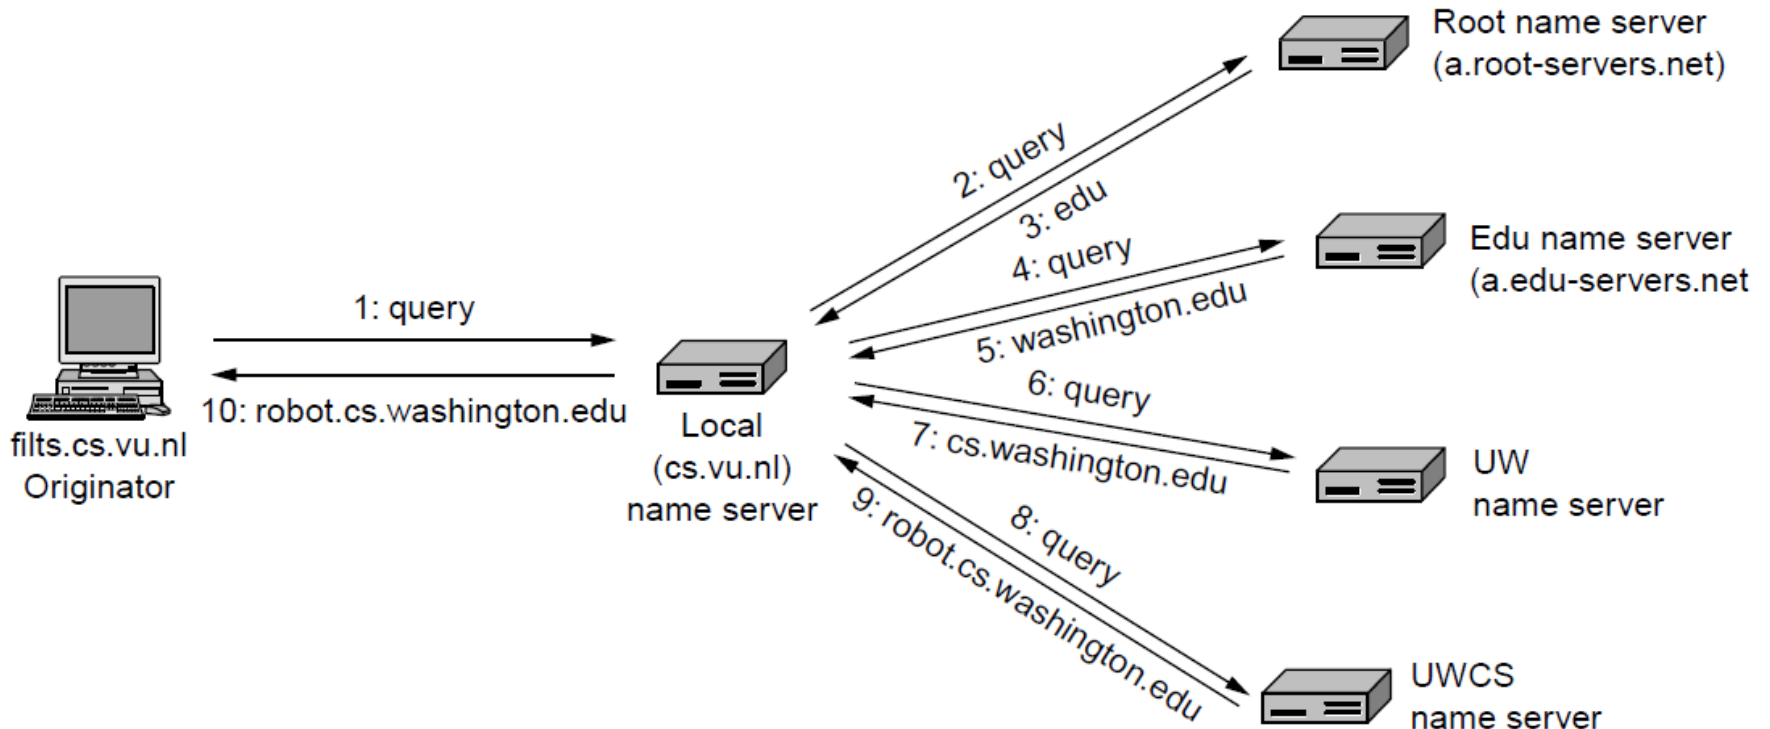 Root name server
(a.root-servers.net)
2: query
3: edu
4: query
Edu name server
(a.edu-servers.net
5: washington.edu
1: query
6: query
10: robot.cs.washington.edu
7: cs.washington.edu
filts.cs.vu.nl
Originator
Local
(cs.vu.nl)
name server
UW
name server
8: query
9: robot.cs.washington.edu
UWCS
name server